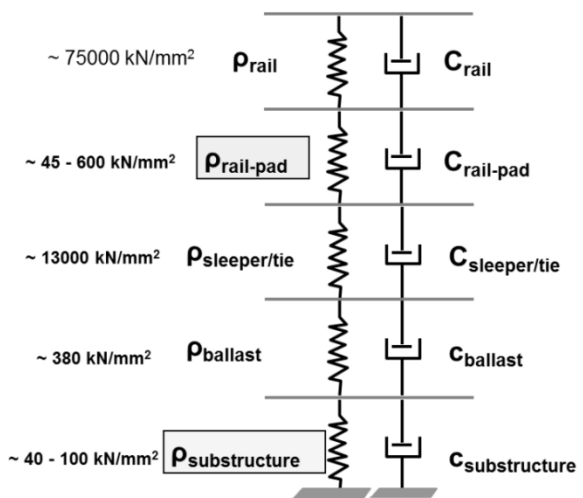 ~ 75000 kN/mm² ρrail Crail
~ 45 - 600 kN/mm² ρrail-pad Crail-pad
~ 13000 kN/mm² ρsleeper/tie Csleeper/tie
~ 380 kN/mm² ρballast cballast
~ 40 - 100 kN/mm² ρsubstructure csubstructure